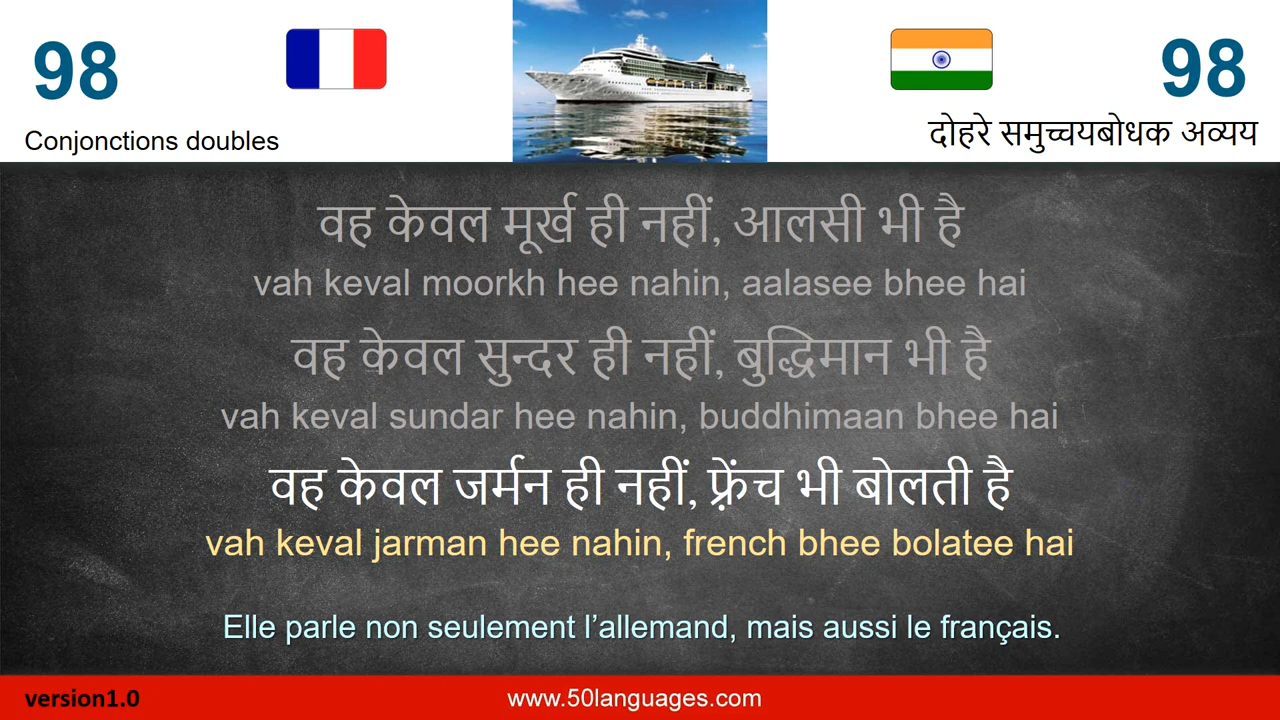 98
98
Conjonctions doubles
दोहरे समुच्चयबोधक अव्यय
वह केवल मूर्ख ही नहीं, आलसी भी है
vah keval moorkh hee nahin, aalasee bhee hai
वह केवल सुन्दर ही नहीं, बुद्धिमान भी है
vah keval sundar hee nahin, buddhimaan bhee hai
वह केवल जर्मन ही नहीं, फ़्रेंच भी बोलती है
vah keval jarman hee nahin, french bhee bolatee hai
Elle parle non seulement l’allemand, mais aussi le français.
version1.0
www.50languages.com